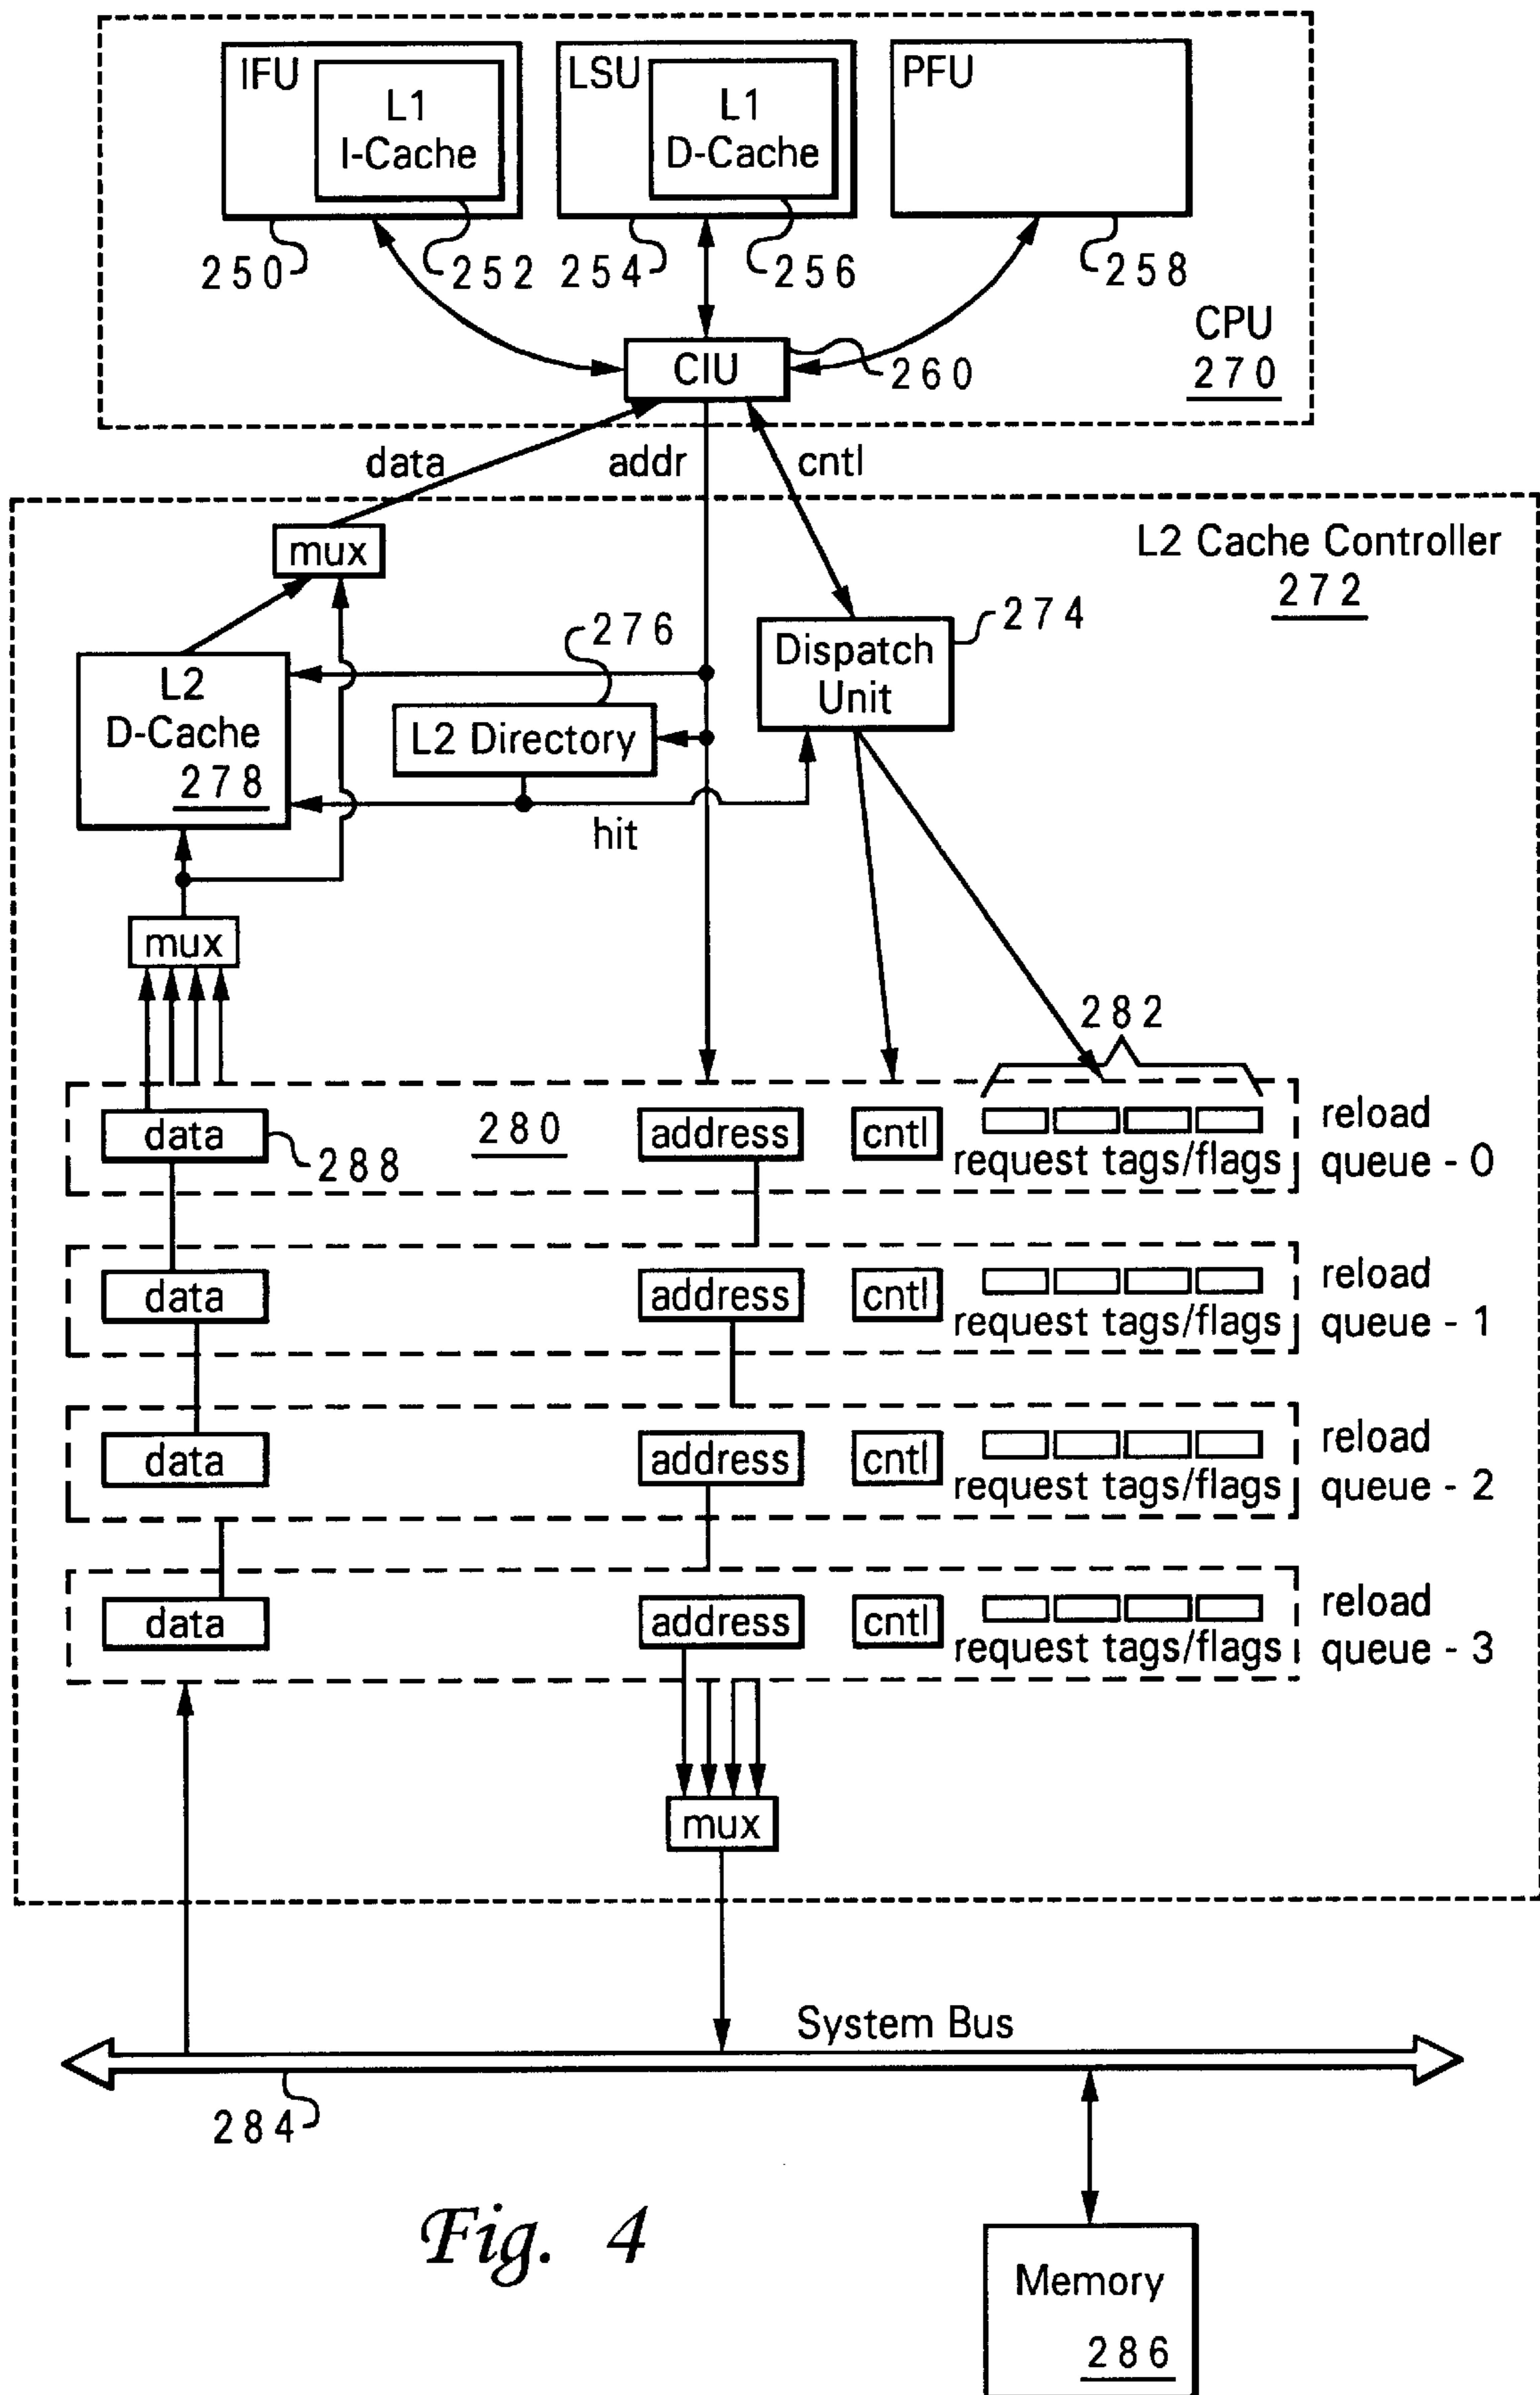 IFU
L1
I-Cache
LSU
L1
D-Cache
PFU
250
252
254
256
258
CIU
260
CPU
270
data
addr
cntl
mux
L2 Cache Controller
272
276
274
Dispatch
Unit
L2
D-Cache
278
L2 Directory
hit
mux
282
data
288
280
address
cntl
request tags/flags
reload
queue - 0
data
address
cntl
request tags/flags
reload
queue - 1
data
address
cntl
request tags/flags
reload
queue - 2
data
address
cntl
request tags/flags
reload
queue - 3
mux
System Bus
284
Fig. 4
Memory
286